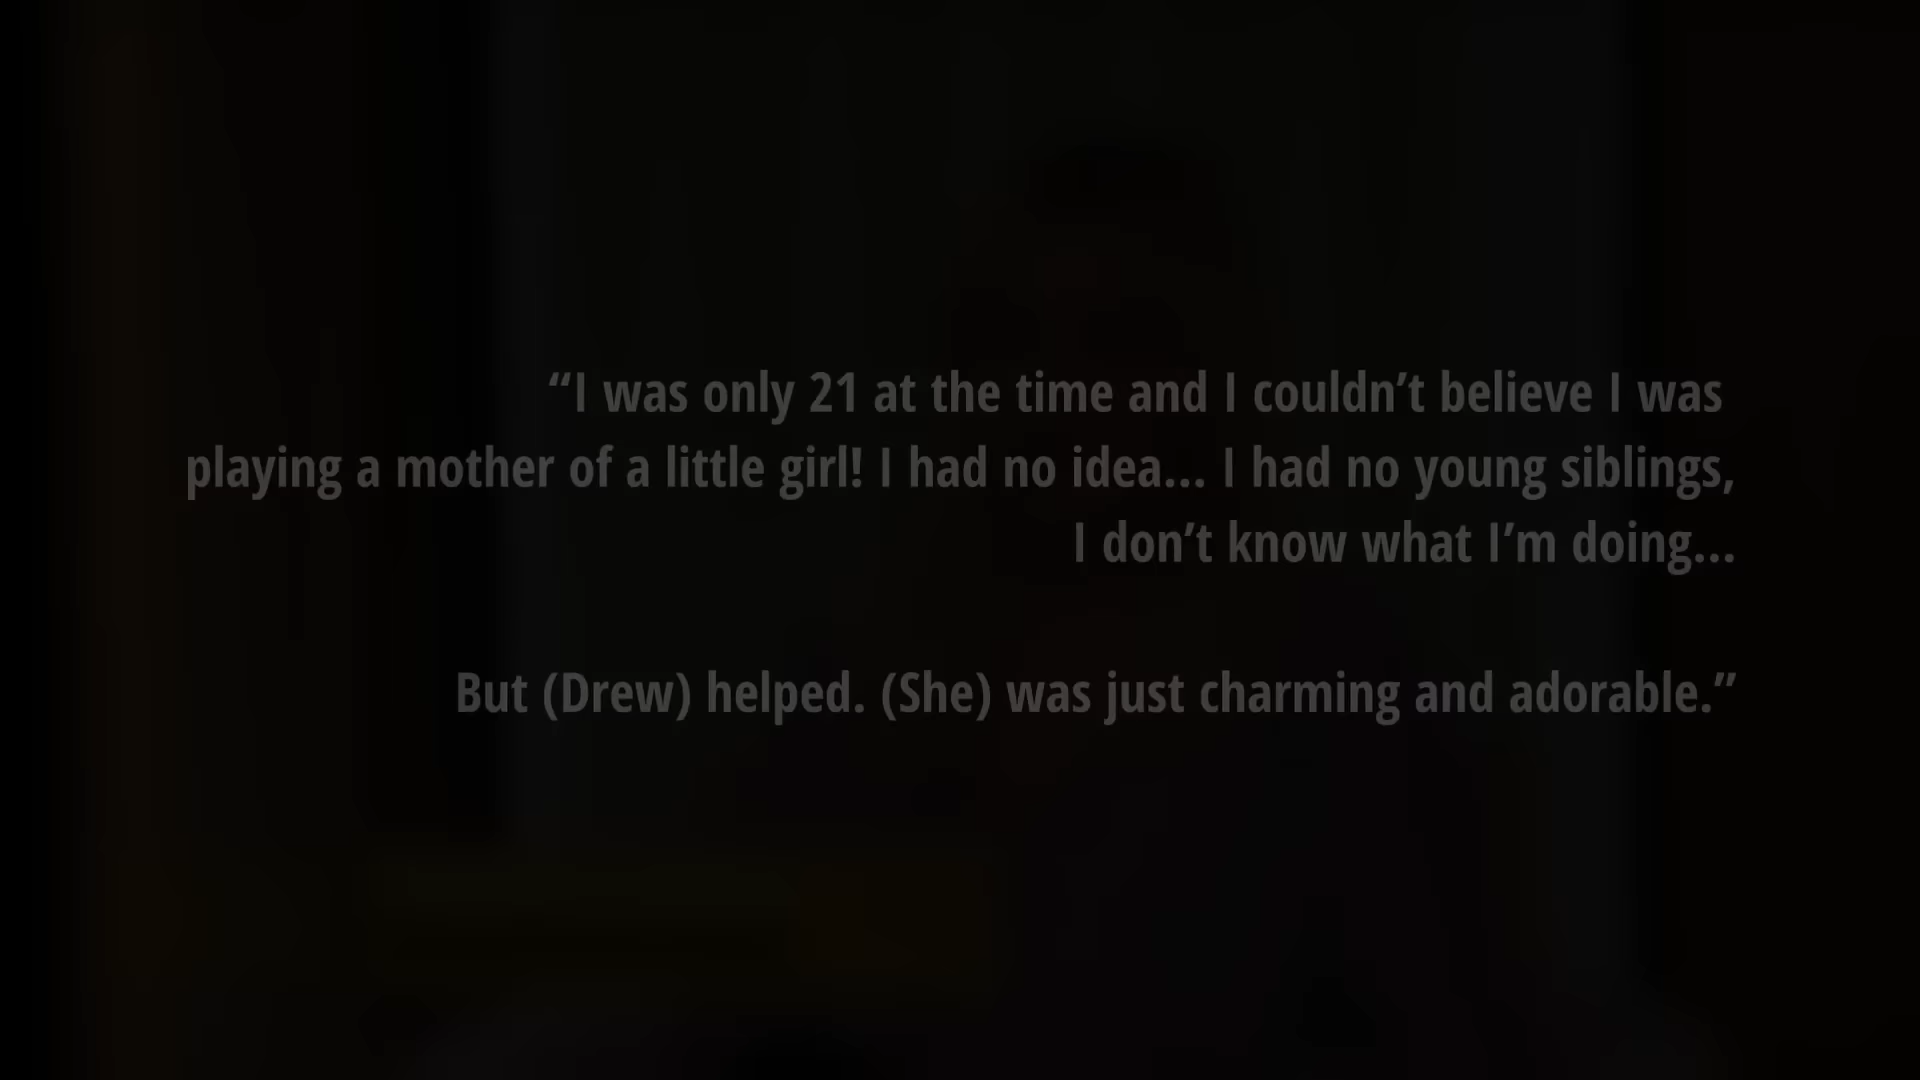 “I was only 21 at the time and I couldn’t believe I was
playing a mother of a little girl! I had no idea... I had no young siblings,
I don’t know what I’m doing...
But (Drew) helped. (She) was just charming and adorable.”